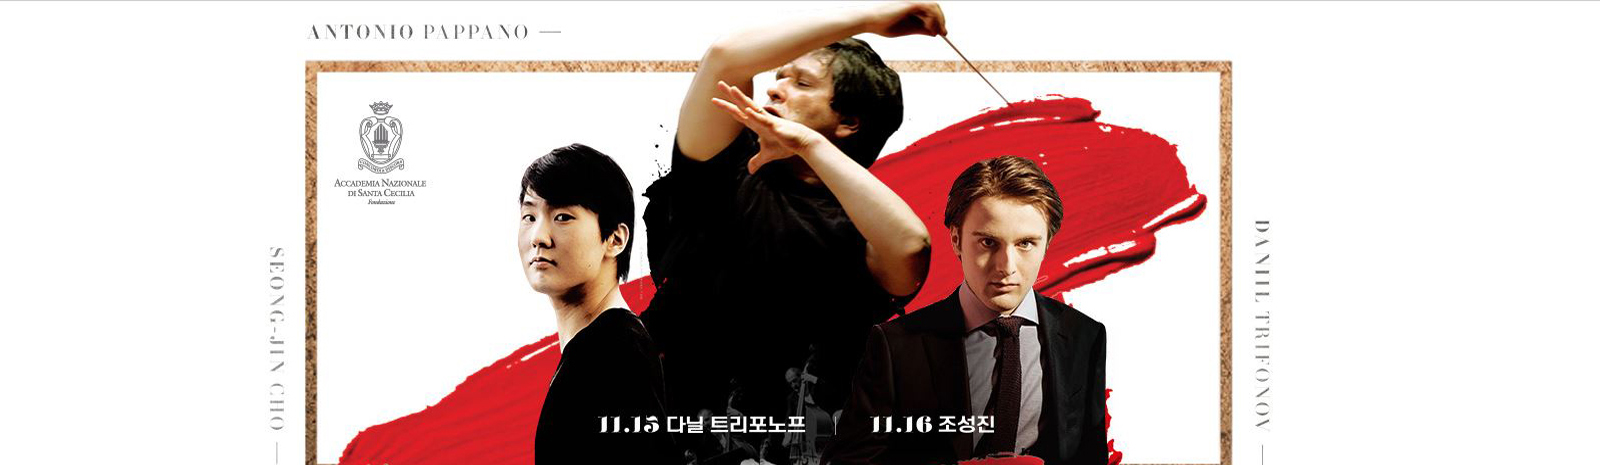 ANTONIO PAPPANO
ACCADEMIA NAZIONALE
DI SANTA CECILIA
Fondazione
SEONG-JIN CHO
DANIIL TRIFONOV
11.15 다닐 트리포노프 | 11.16 조성진